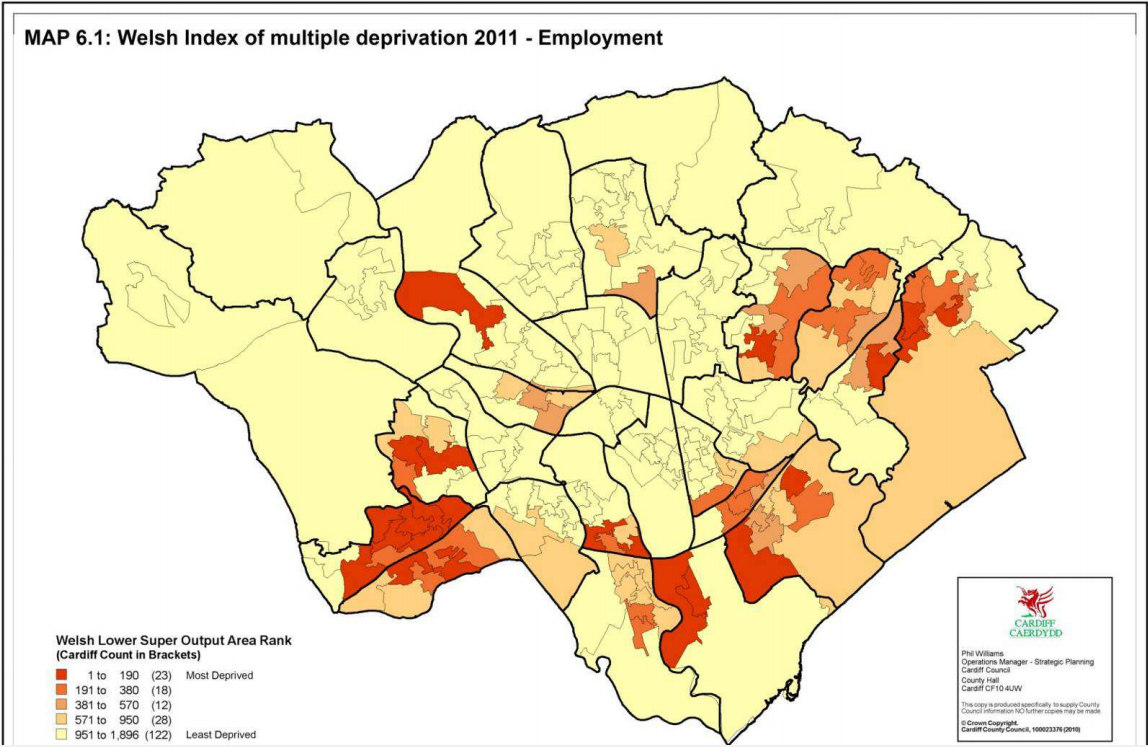 MAP 6.1: Welsh Index of multiple deprivation 2011 - Employment
Welsh Lower Super Output Area Rank
(Cardiff Count in Brackets)
1 to 190 (23) Most Deprived
191 to 380 (18)
381 to 570 (12)
571 to 950 (28)
951 to 1,896 (122) Least Deprived
CARDIFF
CAERDYDD
Phil Williams
Operations Manager - Strategic Planning
Cardiff Council
County Hall
Cardiff CF10 4UW
This copy is produced specifically to supply County
Council information NO further copies may be made.
© Crown Copyright.
Cardiff County Council, 100023376 (2010)